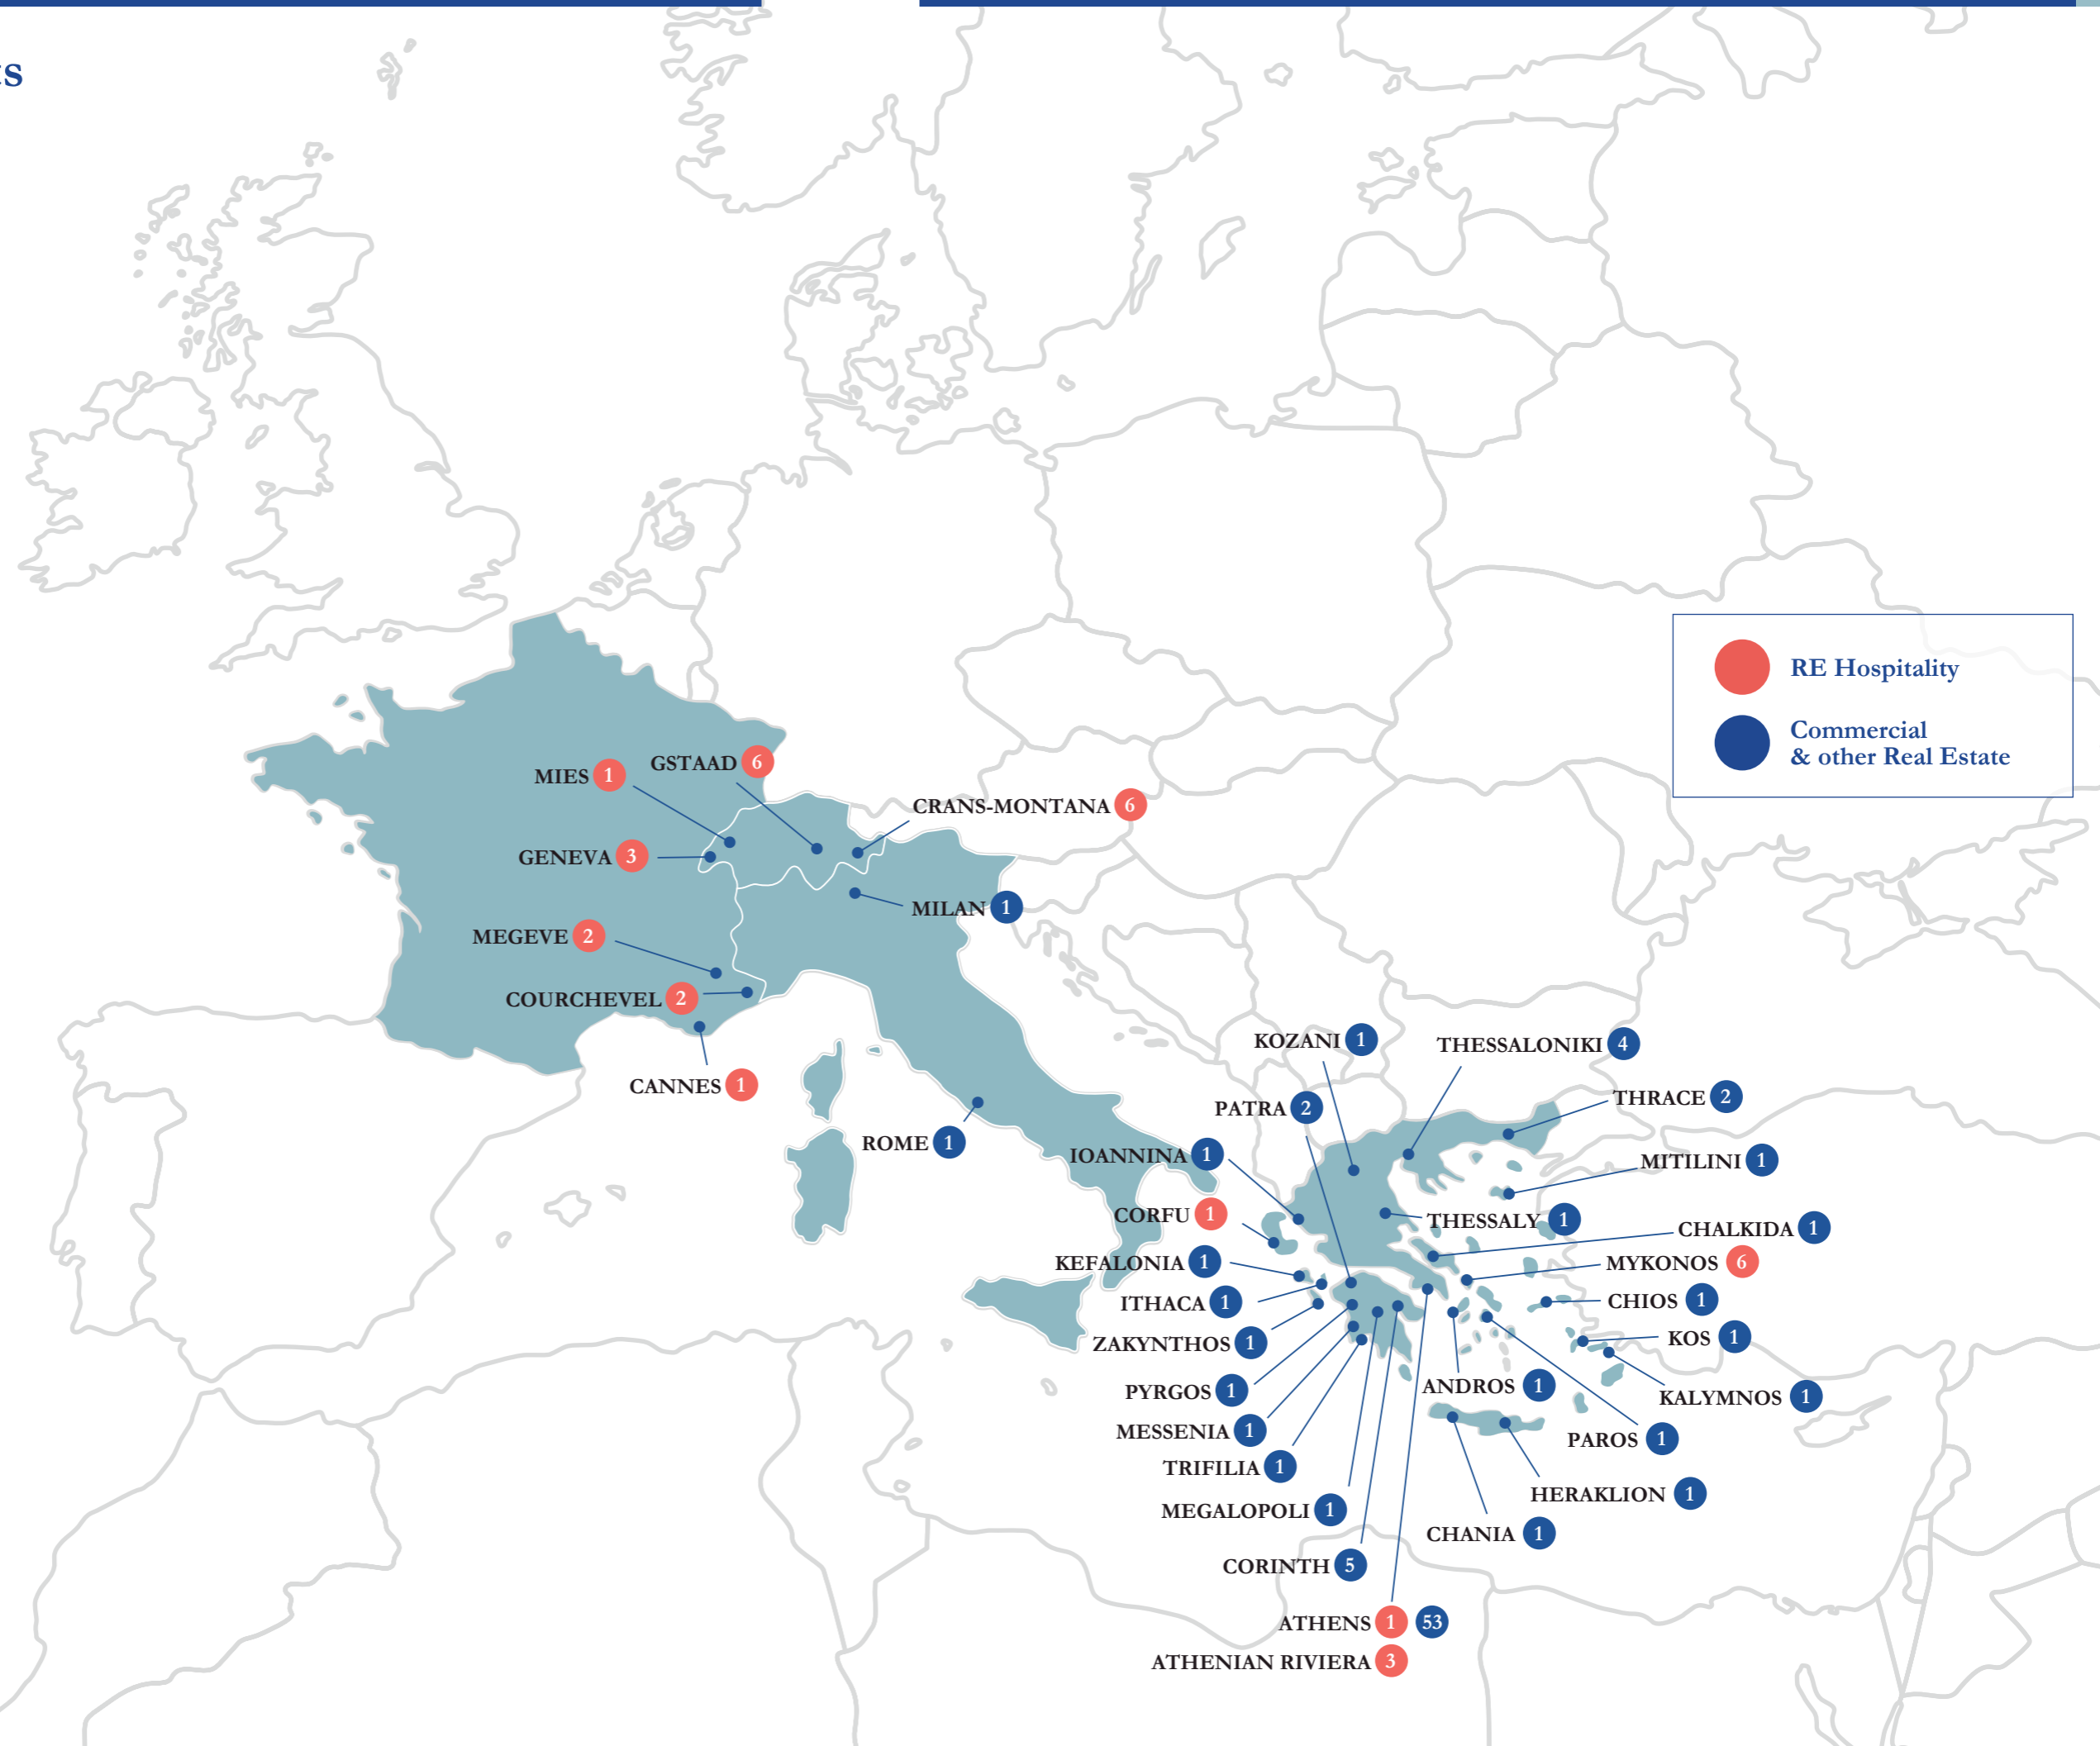 ts
RE Hospitality
Commercial
& other Real Estate
MIES 1
GSTAAD 6
CRANS-MONTANA 6
GENEVA 3
MILAN 1
MEGEVE 2
COURCHEVEL 2
CANNES 1
ROME 1
KOZANI 1
THESSALONIKI 4
PATRA 2
THRACE 2
IOANNINA 1
MITILINI 1
CORFU 1
THESSALY 1
CHALKIDA 1
KEFALONIA 1
MYKONOS 6
ITHACA 1
CHIOS 1
ZAKYNTHOS 1
KOS 1
PYRGOS 1
ANDROS 1
KALYMNOS 1
MESSENIA 1
PAROS 1
TRIFILIA 1
HERAKLION 1
MEGALOPOLI 1
CHANIA 1
CORINTH 5
ATHENS 1 53
ATHENIAN RIVIERA 3